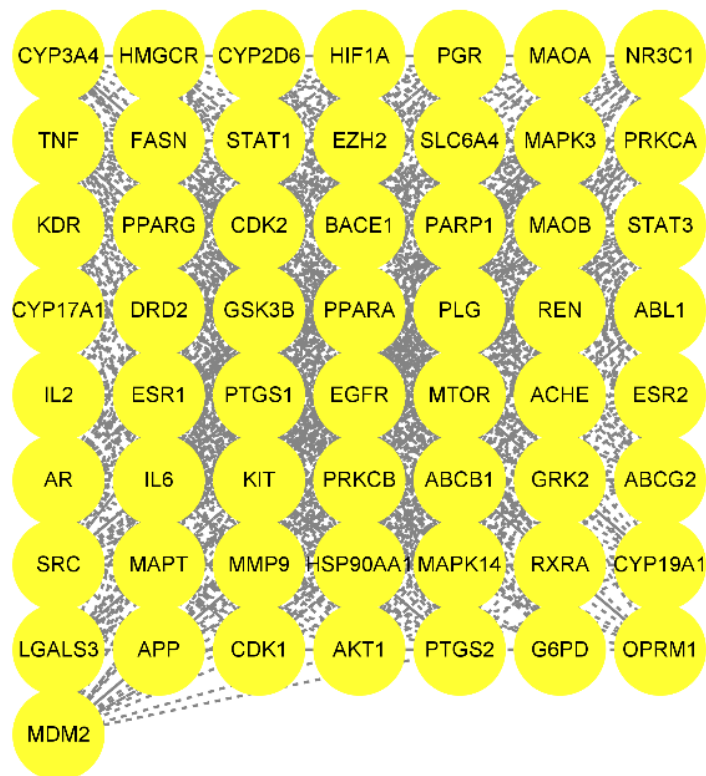 CYP3A4 HMGCR CYP2D6 HIF1A PGR MAOA NR3C1
TNF FASN STAT1 EZH2 SLC6A4 MAPK3 PRKCA
KDR PPARG CDK2 BACE1 PARP1 MAOB STAT3
CYP17A1 DRD2 GSK3B PPARA PLG REN ABL1
IL2 ESR1 PTGS1 EGFR MTOR ACHE ESR2
AR IL6 KIT PRKCB ABCB1 GRK2 ABCG2
SRC MAPT MMP9 HSP90AA1 MAPK14 RXRA CYP19A1
LGALS3 APP CDK1 AKT1 PTGS2 G6PD OPRM1
MDM2